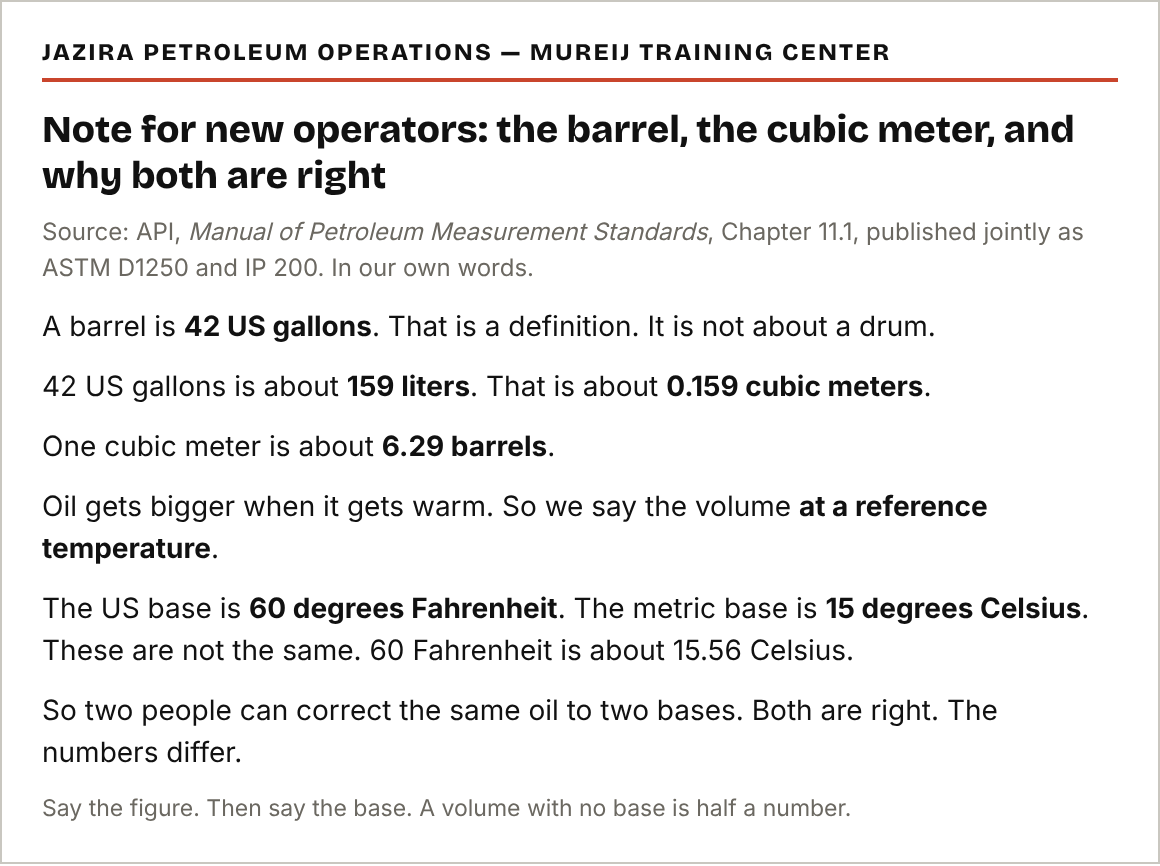 JAZIRA PETROLEUM OPERATIONS — MUREIJ TRAINING CENTER
Note for new operators: the barrel, the cubic meter, and
why both are right
Source: API, Manual of Petroleum Measurement Standards, Chapter 11.1, published jointly as
ASTM D1250 and IP 200. In our own words.
A barrel is 42 US gallons. That is a definition. It is not about a drum.
42 US gallons is about 159 liters. That is about 0.159 cubic meters.
One cubic meter is about 6.29 barrels.
Oil gets bigger when it gets warm. So we say the volume at a reference
temperature.
The US base is 60 degrees Fahrenheit. The metric base is 15 degrees Celsius.
These are not the same. 60 Fahrenheit is about 15.56 Celsius.
So two people can correct the same oil to two bases. Both are right. The
numbers differ.
Say the figure. Then say the base. A volume with no base is half a number.